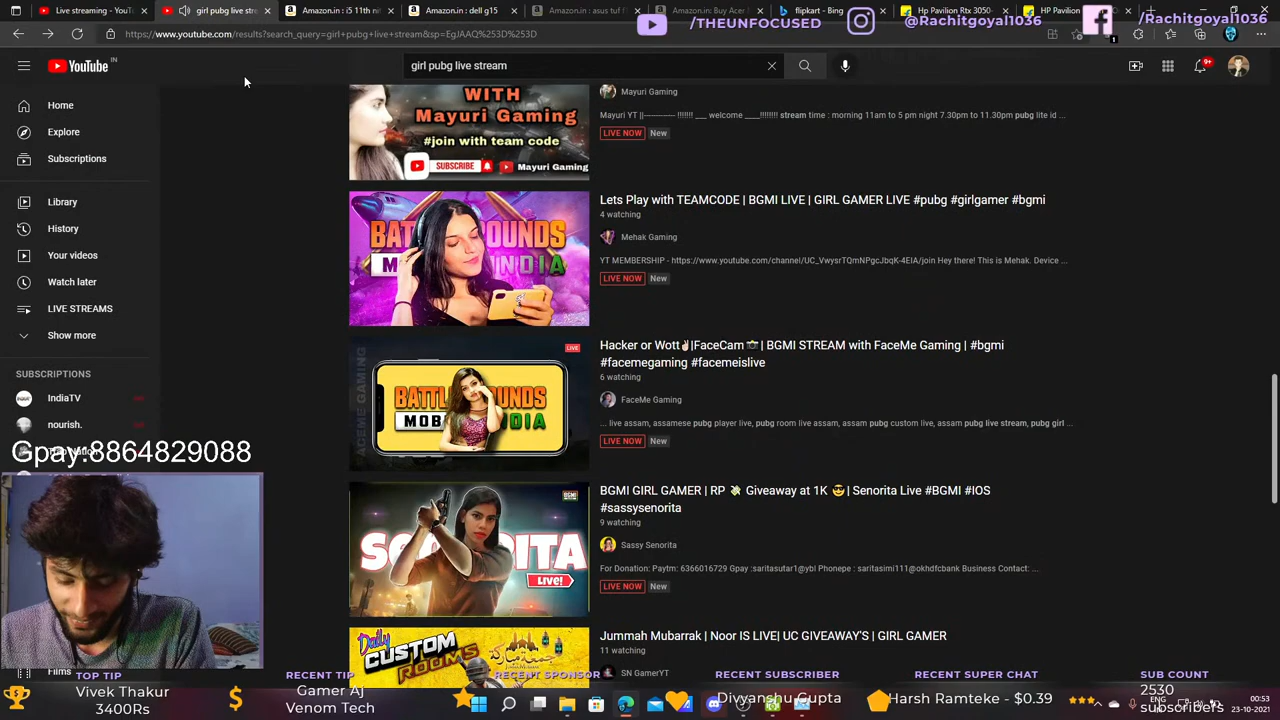 Live streaming - YouTube
girl pubg live stre
Amazon.in : i5 11th ni
Amazon.in : dell g15
Amazon.in : asus tuf f
Amazon.in: Buy Acer
flipkart - Bing
Hp Pavilion Rtx 3050-
HP Pavilion
/THEUNFOCUSED
@Rachitgoyal1036
/Rachitgoyal1036
https://www.youtube.com/results?search_query=girl+pubg+live+stream&sp=EgJAAQ%253D%253D
YouTube IN
girl pubg live stream
9+
Home
Explore
Subscriptions
Library
History
Your videos
Watch later
LIVE STREAMS
Show more
SUBSCRIPTIONS
IndiaTV
nourish.
Gpay:8864829088
Films
WITH
Mayuri Gaming
#join with team code
SUBSCRIBE
Mayuri Gaming
Mayuri Gaming
Mayuri YT ||---------- !!!!!!! ___ welcome ____!!!!!!!! stream time : morning 11am to 5 pm night 7.30pm to 11.30pm pubg lite id ...
LIVE NOW New
Lets Play with TEAMCODE | BGMI LIVE | GIRL GAMER LIVE #pubg #girlgamer #bgmi
4 watching
Mehak Gaming
YT MEMBERSHIP - https://www.youtube.com/channel/UC_VwysrTQmNPgcJbqK-4EIA/join Hey there! This is Mehak. Device ...
LIVE NOW New
LIVE
Hacker or Wott✌|FaceCam📸 | BGMI STREAM with FaceMe Gaming | #bgmi
#facemegaming #facemeislive
6 watching
FaceMe Gaming
... live assam, assamese pubg player live, pubg room live assam, assam pubg custom live, assam pubg live stream, pubg girl ...
LIVE NOW New
BGMI
LIVE!
BGMI GIRL GAMER | RP 💸 Giveaway at 1K 😎 | Senorita Live #BGMI #IOS
#sassysenorita
9 watching
Sassy Senorita
For Donation: Paytm: 6366016729 Gpay :saritasutar1@ybl Phonepe : saritasimi111@okhdfcbank Business Contact: ...
LIVE NOW New
Daily
CUSTOM
ROOMS
Jummah Mubarrak | Noor IS LIVE| UC GIVEAWAY'S | GIRL GAMER
11 watching
SN GamerYT
TOP TIP
Vivek Thakur
3400Rs
RECENT TIP
Gamer Aj
Venom Tech
RECENT SPONSOR
RECENT SUBSCRIBER
Divyanshu Gupta
RECENT SUPER CHAT
Harsh Ramteke - $0.39
SUB COUNT
2530
subscribers
ENG
00:53
23-10-2021